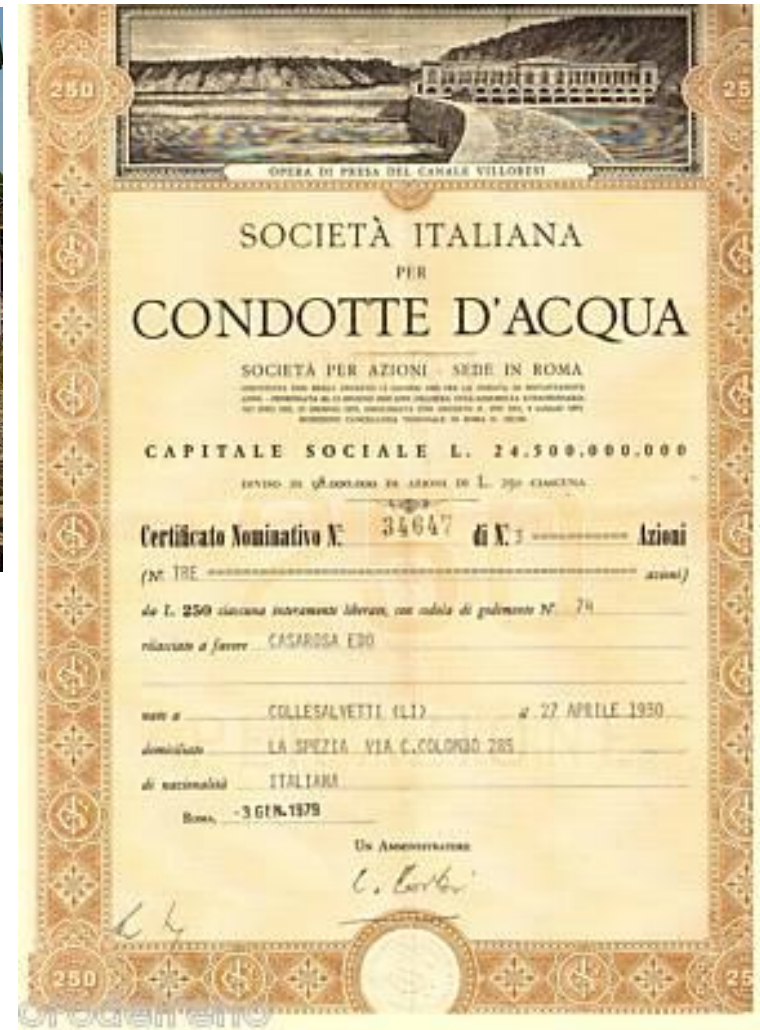 250
25
OPERA DI PRESA DEL CANALE VILLORESI
SOCIETÀ ITALIANA
PER
CONDOTTE D'ACQUA
SOCIETÀ PER AZIONI - SEDE IN ROMA
CAPITALE SOCIALE L. 24.500.000.000
DIVISO IN 98.000.000 DI AZIONI DI L. 250 CIASCUNA
Certificato Nominativo N. 34647 di N. 3 Azioni
(N. TRE azioni)
da L. 250 ciascuna interamente liberate, con cedola di godimento N. 74
rilasciato a favore CASAROSA EDO
nato a COLLESALVETTI (LI) il 27 APRILE 1930
domiciliato LA SPEZIA VIA C.COLOMBO 285
di nazionalità ITALIANA
Roma, -3 GEN. 1979
Un Amministratore
250
25